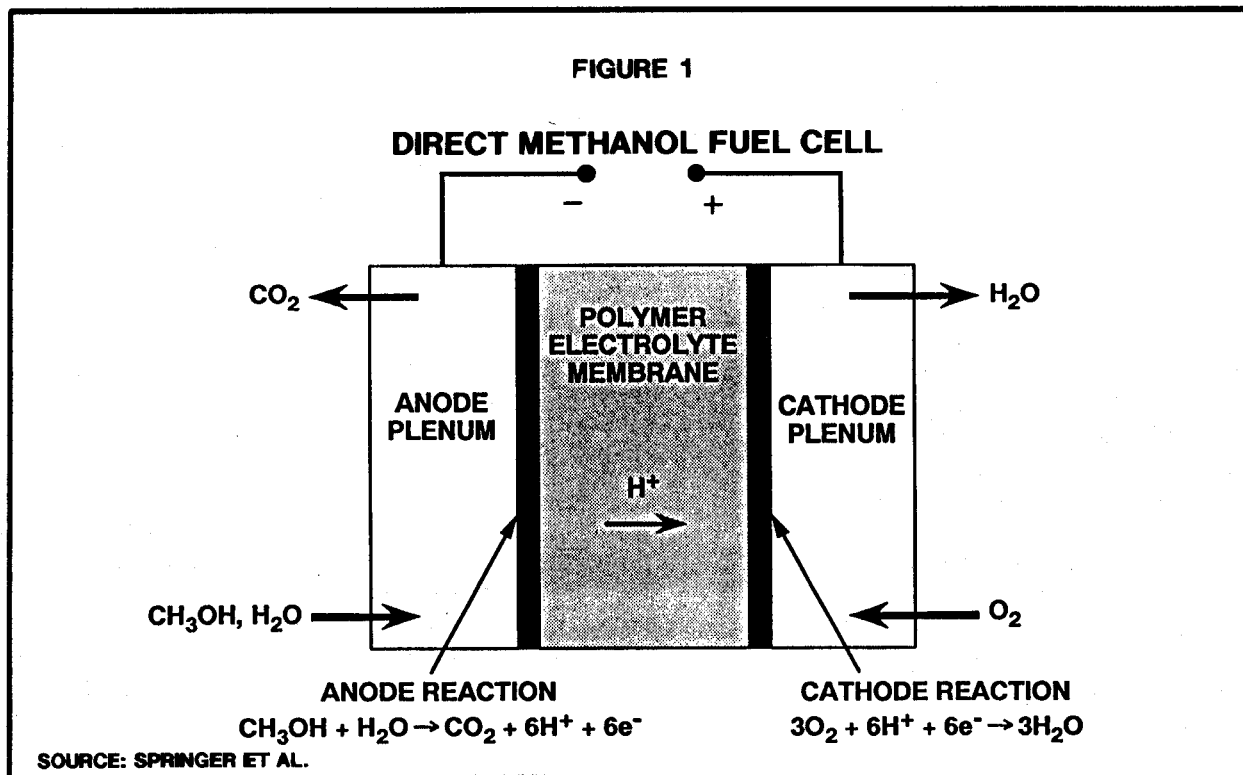 FIGURE 1
DIRECT METHANOL FUEL CELL
− +
CO₂
H₂O
POLYMER
ELECTROLYTE
MEMBRANE
ANODE
PLENUM
CATHODE
PLENUM
H⁺
CH₃OH, H₂O
O₂
ANODE REACTION
CH₃OH + H₂O → CO₂ + 6H⁺ + 6e⁻
CATHODE REACTION
3O₂ + 6H⁺ + 6e⁻ → 3H₂O
SOURCE: SPRINGER ET AL.